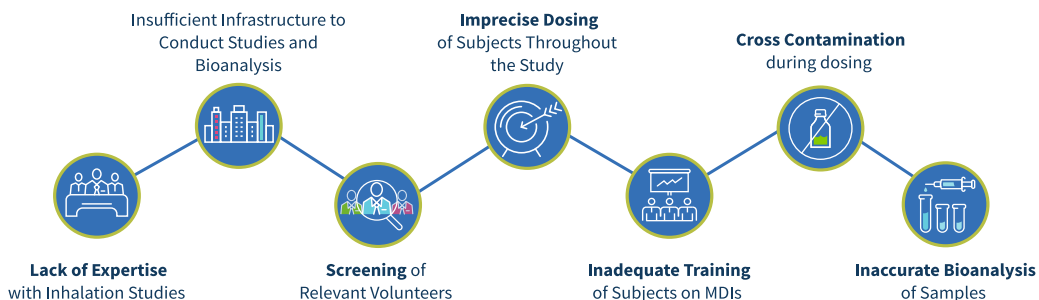 Insufficient Infrastructure to
Conduct Studies and
Bioanalysis
Imprecise Dosing
of Subjects Throughout
the Study
Cross Contamination
during dosing
Lack of Expertise
with Inhalation Studies
Screening of
Relevant Volunteers
Inadequate Training
of Subjects on MDIs
Inaccurate Bioanalysis
of Samples